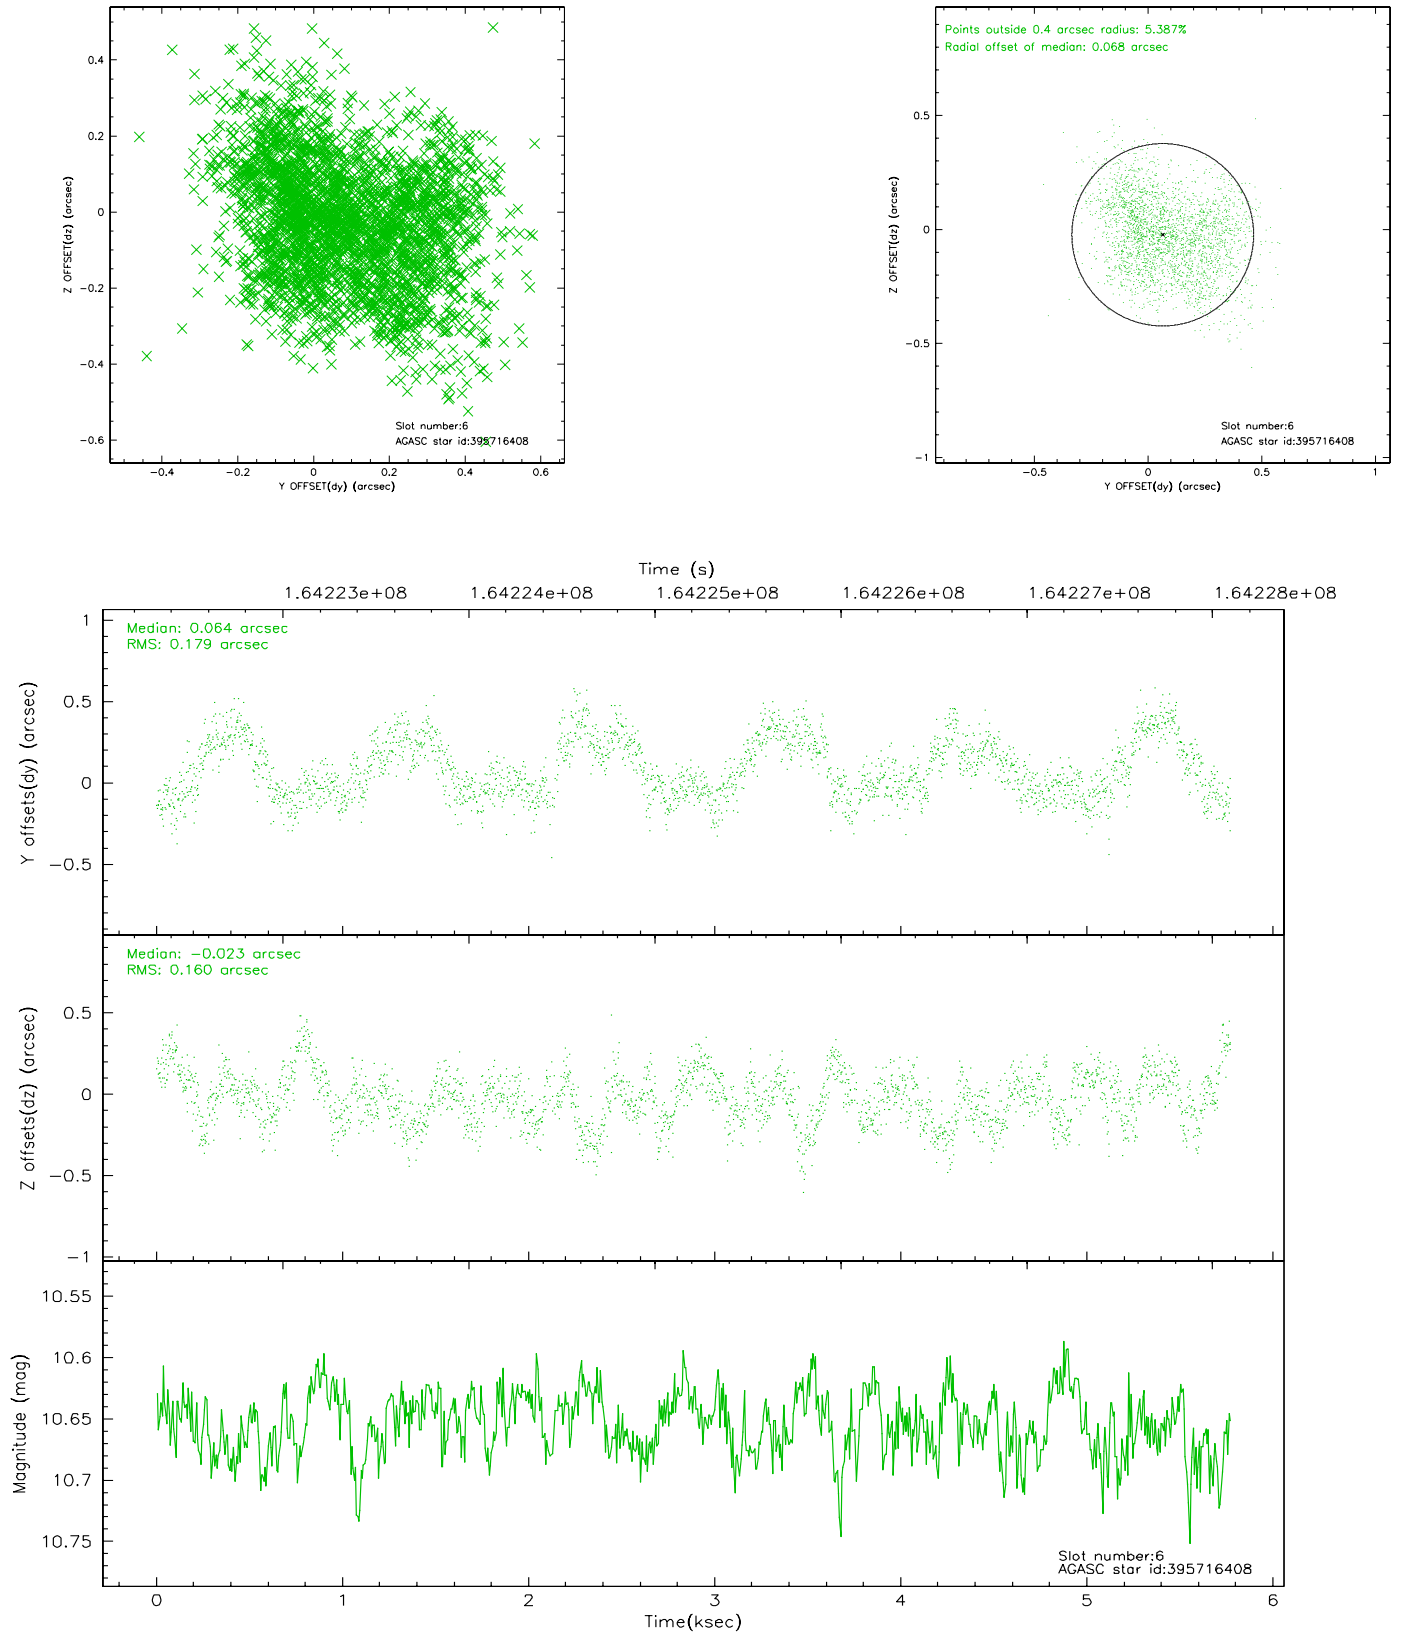 0.4
0.2
0
−0.2
−0.4
−0.6
Z OFFSET(dz) (arcsec)
−0.4 −0.2 0 0.2 0.4 0.6
Y OFFSET(dy) (arcsec)
Slot number:6
AGASC star id:395716408
Points outside 0.4 arcsec radius: 5.387%
Radial offset of median: 0.068 arcsec
0.5
0
−0.5
−1
Z OFFSET(dz) (arcsec)
−0.5 0 0.5 1
Y OFFSET(dy) (arcsec)
Slot number:6
AGASC star id:395716408
Time (s)
1.64223e+08 1.64224e+08 1.64225e+08 1.64226e+08 1.64227e+08 1.64228e+08
Median: 0.064 arcsec
RMS: 0.179 arcsec
1
0.5
0
−0.5
Y offsets(dy) (arcsec)
Median: −0.023 arcsec
RMS: 0.160 arcsec
0.5
0
−0.5
−1
Z offsets(dz) (arcsec)
10.55
10.6
10.65
10.7
10.75
Magnitude (mag)
Slot number:6
AGASC star id:395716408
0 1 2 3 4 5 6
Time(ksec)